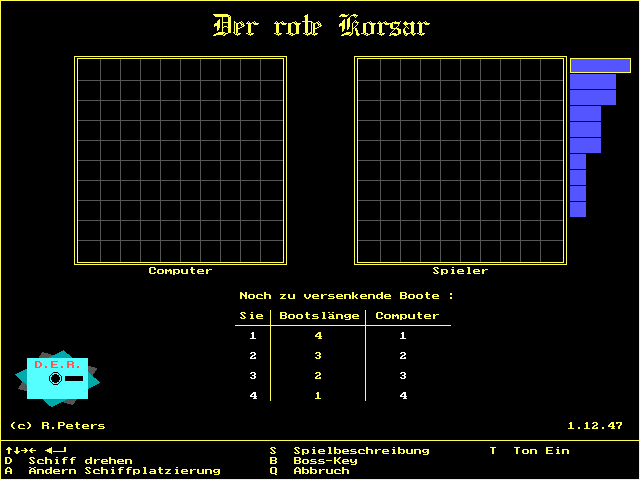 Der rote Korsar
Computer
Spieler
Noch zu versenkende Boote :
Sie Bootslänge Computer
1 4 1
2 3 2
3 2 3
4 1 4
D.E.R.
(c) R.Peters
1.12.47
↑↓→← ◄─┘ S Spielbeschreibung T Ton Ein
D Schiff drehen B Boss-Key
A Ändern Schiffplatzierung Q Abbruch